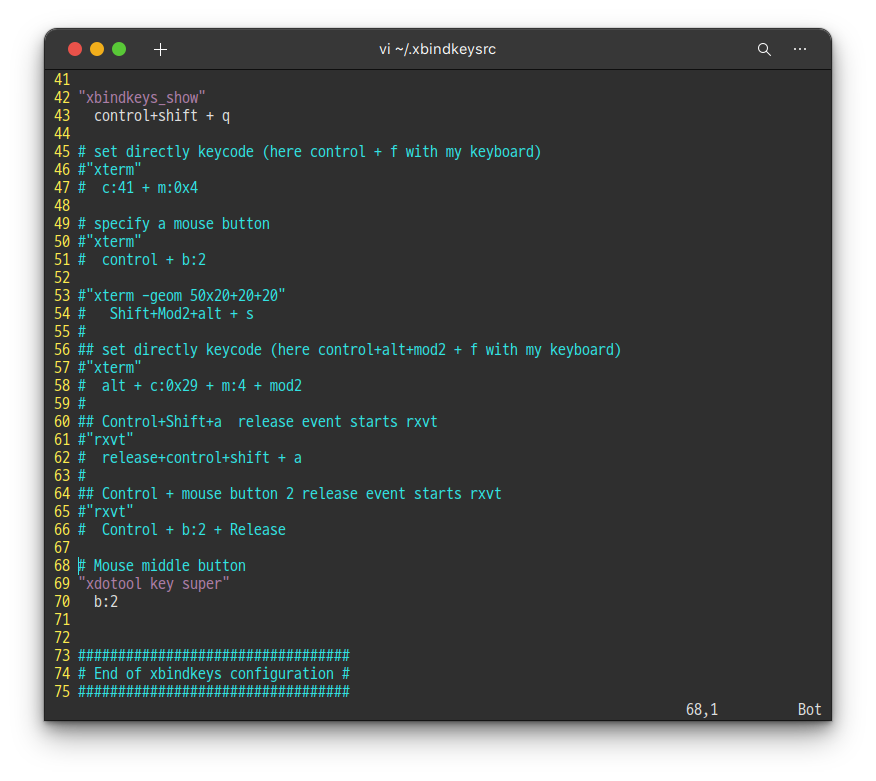 vi ~/.xbindkeysrc
41
42 "xbindkeys_show"
43   control+shift + q
44
45 # set directly keycode (here control + f with my keyboard)
46 #"xterm"
47 #  c:41 + m:0x4
48
49 # specify a mouse button
50 #"xterm"
51 #  control + b:2
52
53 #"xterm -geom 50x20+20+20"
54 #   Shift+Mod2+alt + s
55 #
56 ## set directly keycode (here control+alt+mod2 + f with my keyboard)
57 #"xterm"
58 #  alt + c:0x29 + m:4 + mod2
59 #
60 ## Control+Shift+a  release event starts rxvt
61 #"rxvt"
62 #  release+control+shift + a
63 #
64 ## Control + mouse button 2 release event starts rxvt
65 #"rxvt"
66 #  Control + b:2 + Release
67
68 # Mouse middle button
69 "xdotool key super"
70   b:2
71
72
73 ##################################
74 # End of xbindkeys configuration #
75 ##################################
68,1 Bot